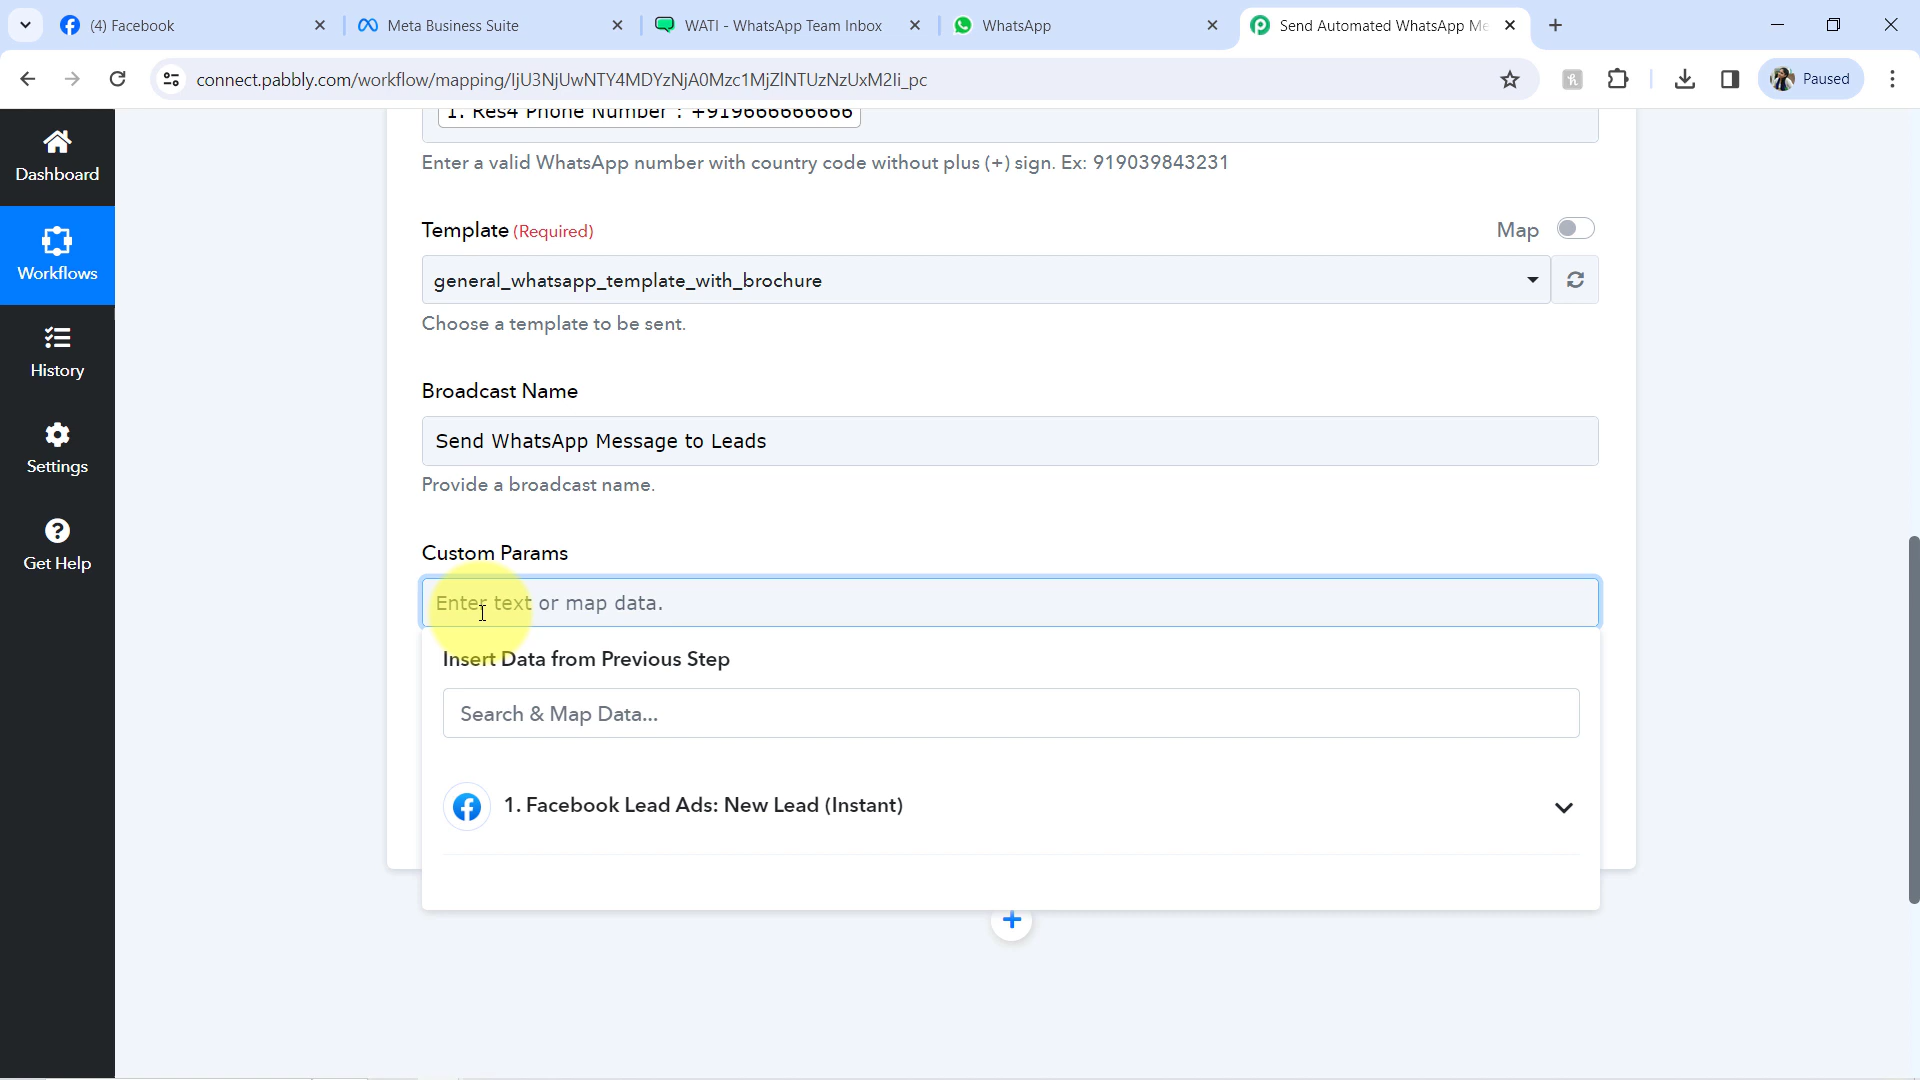 (4) Facebook
Meta Business Suite
WATI - WhatsApp Team Inbox
WhatsApp
Send Automated WhatsApp Me
connect.pabbly.com/workflow/mapping/IjU3NjUwNTY4MDYzNjA0Mzc1MjZlNTUzNzUxM2Ii_pc
Paused
Dashboard
Workflows
History
Settings
Get Help
1. Res4 Phone Number : +919666666666
Enter a valid WhatsApp number with country code without plus (+) sign. Ex: 919039843231
Template (Required)
Map
general_whatsapp_template_with_brochure
Choose a template to be sent.
Broadcast Name
Send WhatsApp Message to Leads
Provide a broadcast name.
Custom Params
Enter text or map data.
Insert Data from Previous Step
Search & Map Data...
1. Facebook Lead Ads: New Lead (Instant)